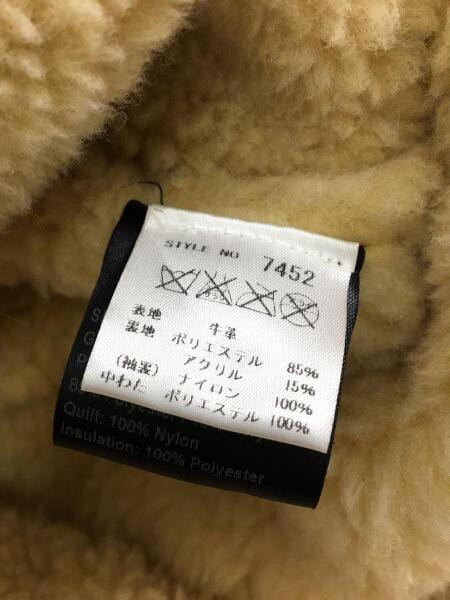 STYLE NO 7452
表地 牛革
裏地 ポリエステル 85%
アクリル 15%
(袖裏) ナイロン 100%
中わた ポリエステル 100%
Quilt: 100% Nylon
Insulation: 100% Polyester